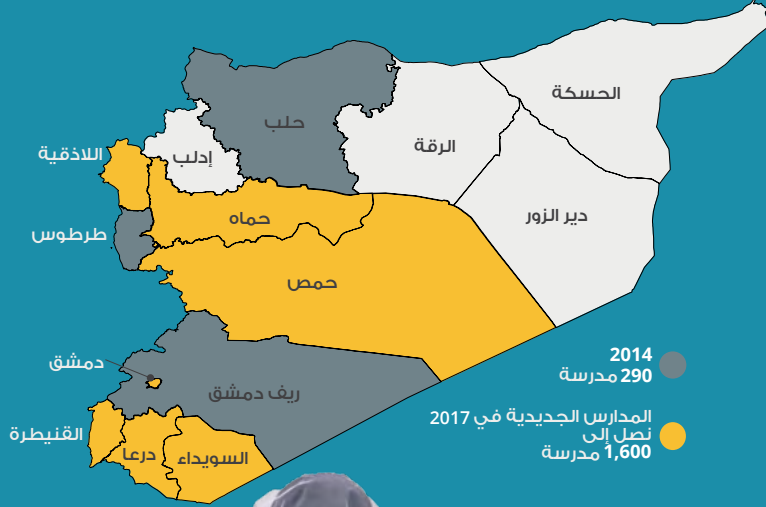 الحسكة
حلب
الرقة
إدلب
اللاذقية
دير الزور
حماه
طرطوس
حمص
دمشق
ريف دمشق
القنيطرة
درعا
السويداء
2014
290 مدرسة
المدارس الجديدية في 2017
نصل إلى
1,600 مدرسة